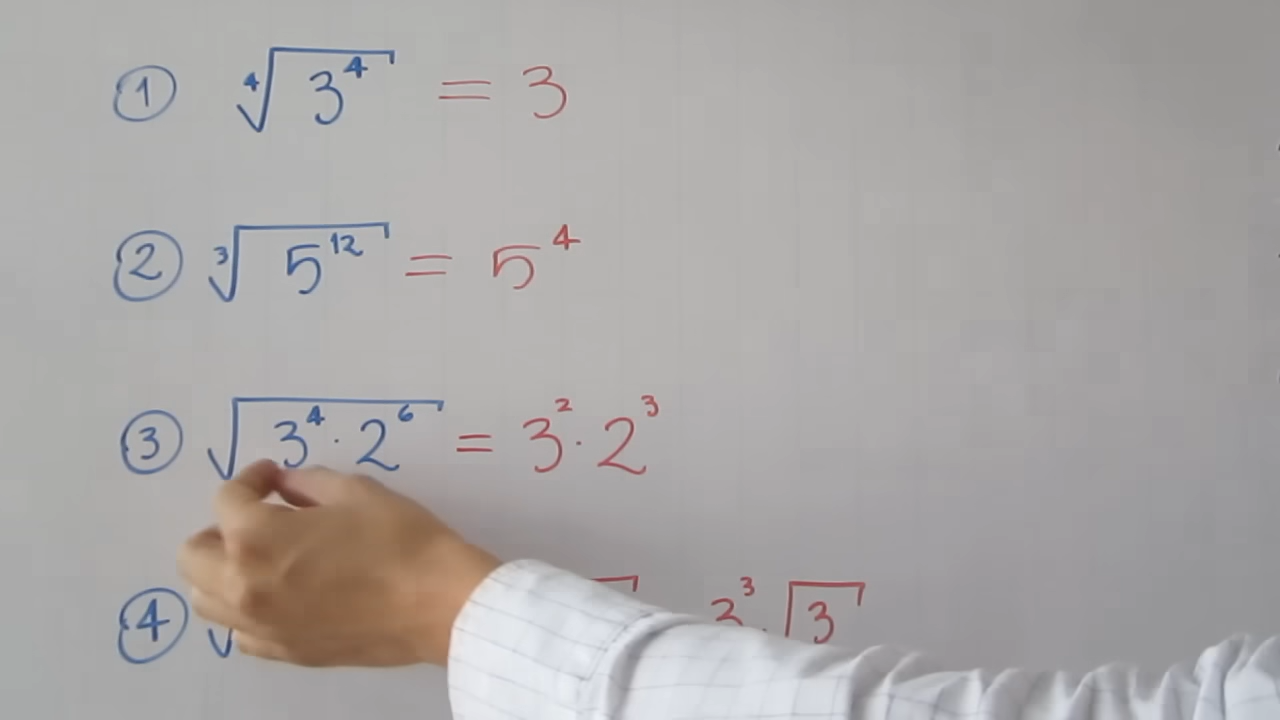 ① ⁴√3⁴ = 3
② ³√5¹² = 5⁴
③ √3⁴·2⁶ = 3²·2³
④ √ 3³·√3